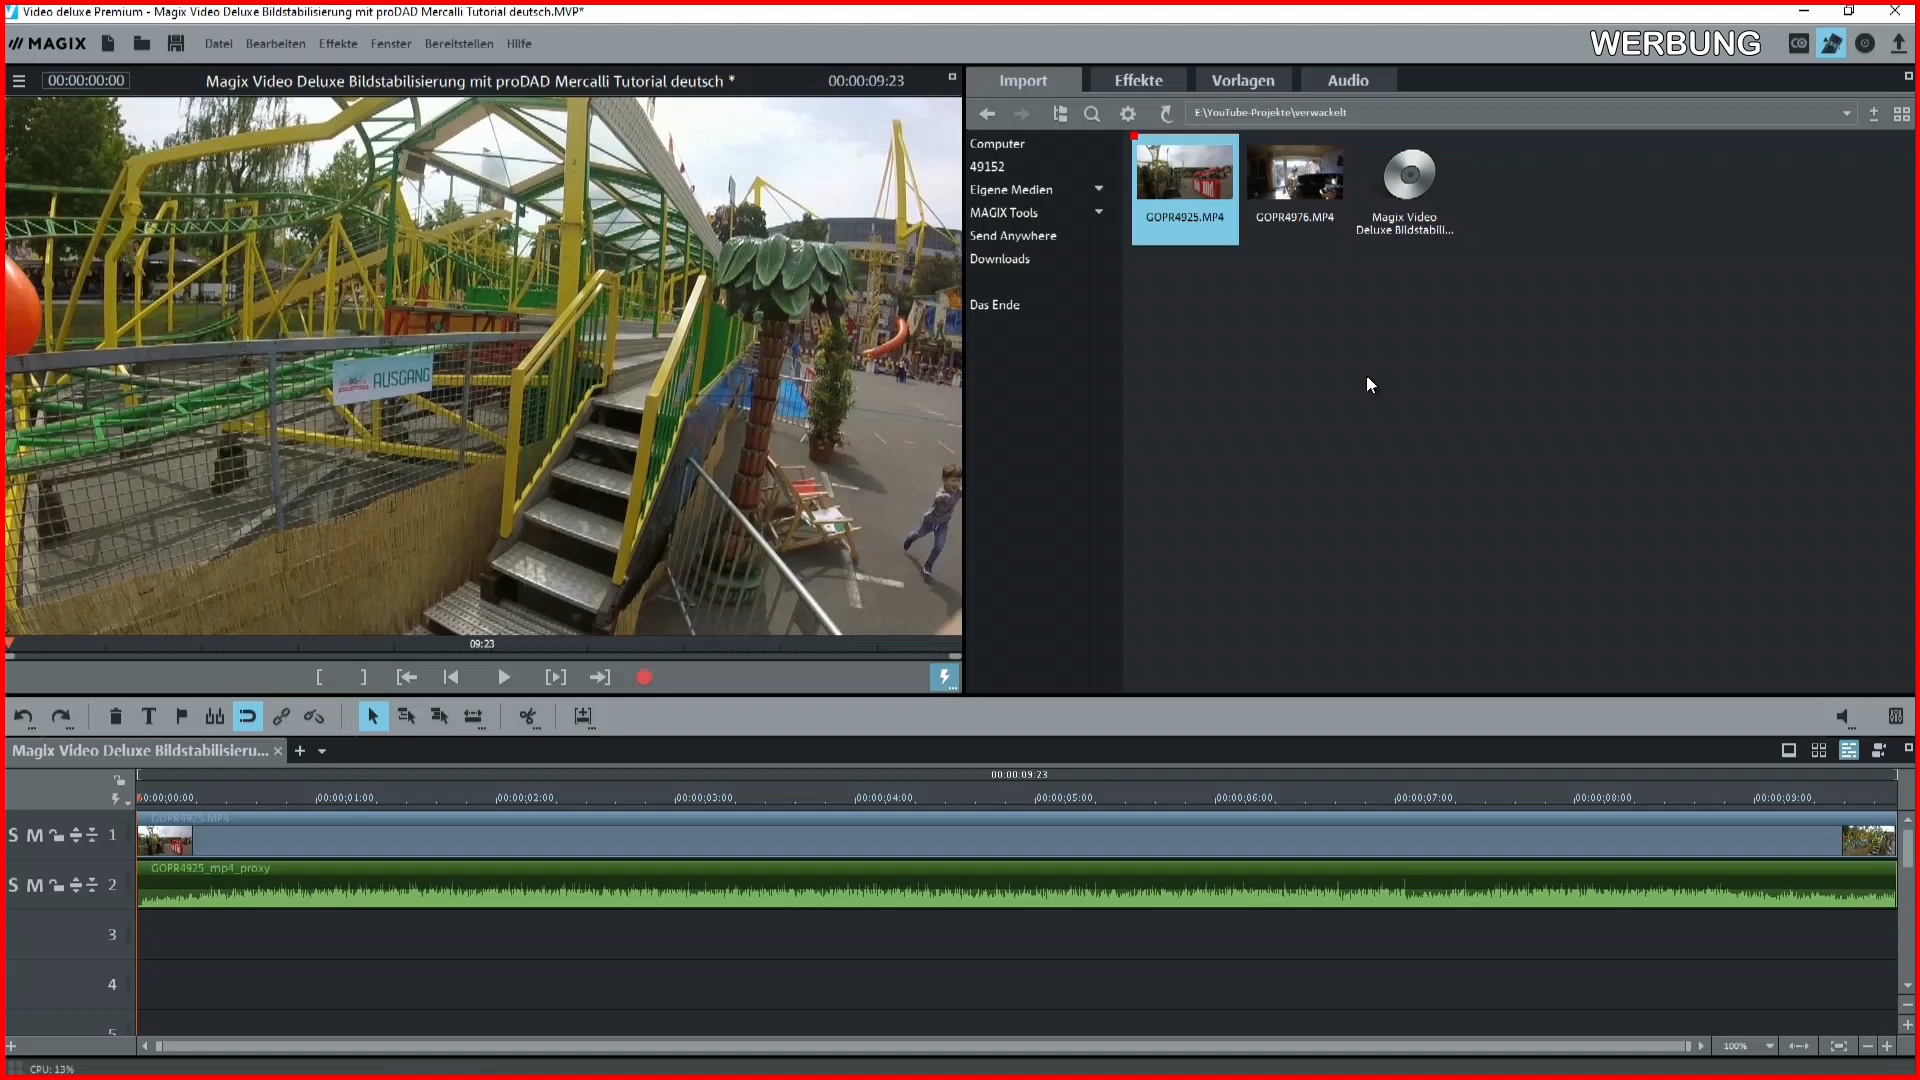 Video deluxe Premium - Magix Video Deluxe Bildstabilisierung mit proDAD Mercalli Tutorial deutsch.MVP*
MAGIX
Datei Bearbeiten Effekte Fenster Bereitstellen Hilfe
WERBUNG
00:00:00:00
Magix Video Deluxe Bildstabilisierung mit proDAD Mercalli Tutorial deutsch *
00:00:09:23
Import Effekte Vorlagen Audio
E:\YouTube-Projekte\verwackelt
Computer
49152
Eigene Medien
MAGIX Tools
Send Anywhere
Downloads
Das Ende
GOPR4925.MP4
GOPR4976.MP4
Magix Video
Deluxe Bildstabili...
AUSGANG
09:23
Magix Video Deluxe Bildstabilisieru...
00:00:09:23
00:00:00:00 00:00:01:00 00:00:02:00 00:00:03:00 00:00:04:00 00:00:05:00 00:00:06:00 00:00:07:00 00:00:08:00 00:00:09:00
GOPR4925.MP4
S M 1
GOPR4925_mp4_proxy
S M 2
3
4
5
100%
CPU: 13%